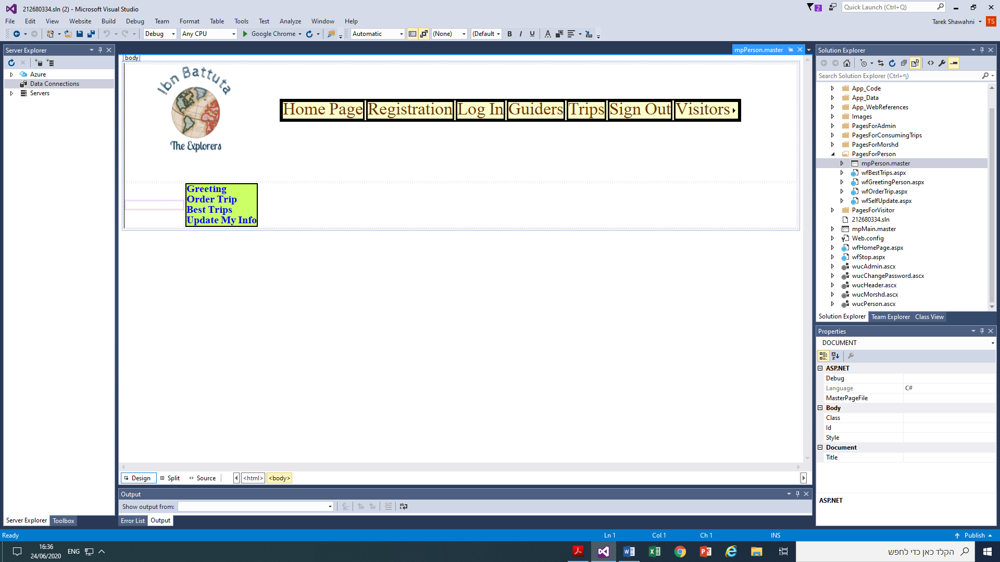 212680334.sln (2) - Microsoft Visual Studio
2
Quick Launch (Ctrl+Q)
File Edit View Website Build Debug Team Format Table Tools Test Analyze Window Help
Tarek Shawahni TS
Debug Any CPU Google Chrome Automatic (None) (Default B I U A
Server Explorer
Azure
Data Connections
Servers
mpPerson.master
body
Ibn Battuta
The Explorers
Home Page Registration Log In Guiders Trips Sign Out Visitors
Greeting
Order Trip
Best Trips
Update My Info
Design Split Source <html> <body>
Output
Show output from:
Error List Output
Server Explorer Toolbox
Solution Explorer
Search Solution Explorer (Ctrl+ף)
App_Code
App_Data
App_WebReferences
Images
PagesForAdmin
PagesForConsumingTrips
PagesForMorshd
PagesForPerson
mpPerson.master
wfBestTrips.aspx
wfGreetingPerson.aspx
wfOrderTrip.aspx
wfSelfUpdate.aspx
PagesForVisitor
212680334.sln
mpMain.master
Web.config
wfHomePage.aspx
wfStop.aspx
wucAdmin.ascx
wucChangePassword.ascx
wucHeader.ascx
wucMorshd.ascx
wucPerson.ascx
Solution Explorer Team Explorer Class View
Properties
DOCUMENT
ASP.NET
Debug
Language C#
MasterPageFile
Body
Class
Id
Style
Document
Title
ASP.NET
Ready Ln 1 Col 1 Ch 1 INS Publish
16:36
24/06/2020
ENG
הקלד כאן כדי לחפש